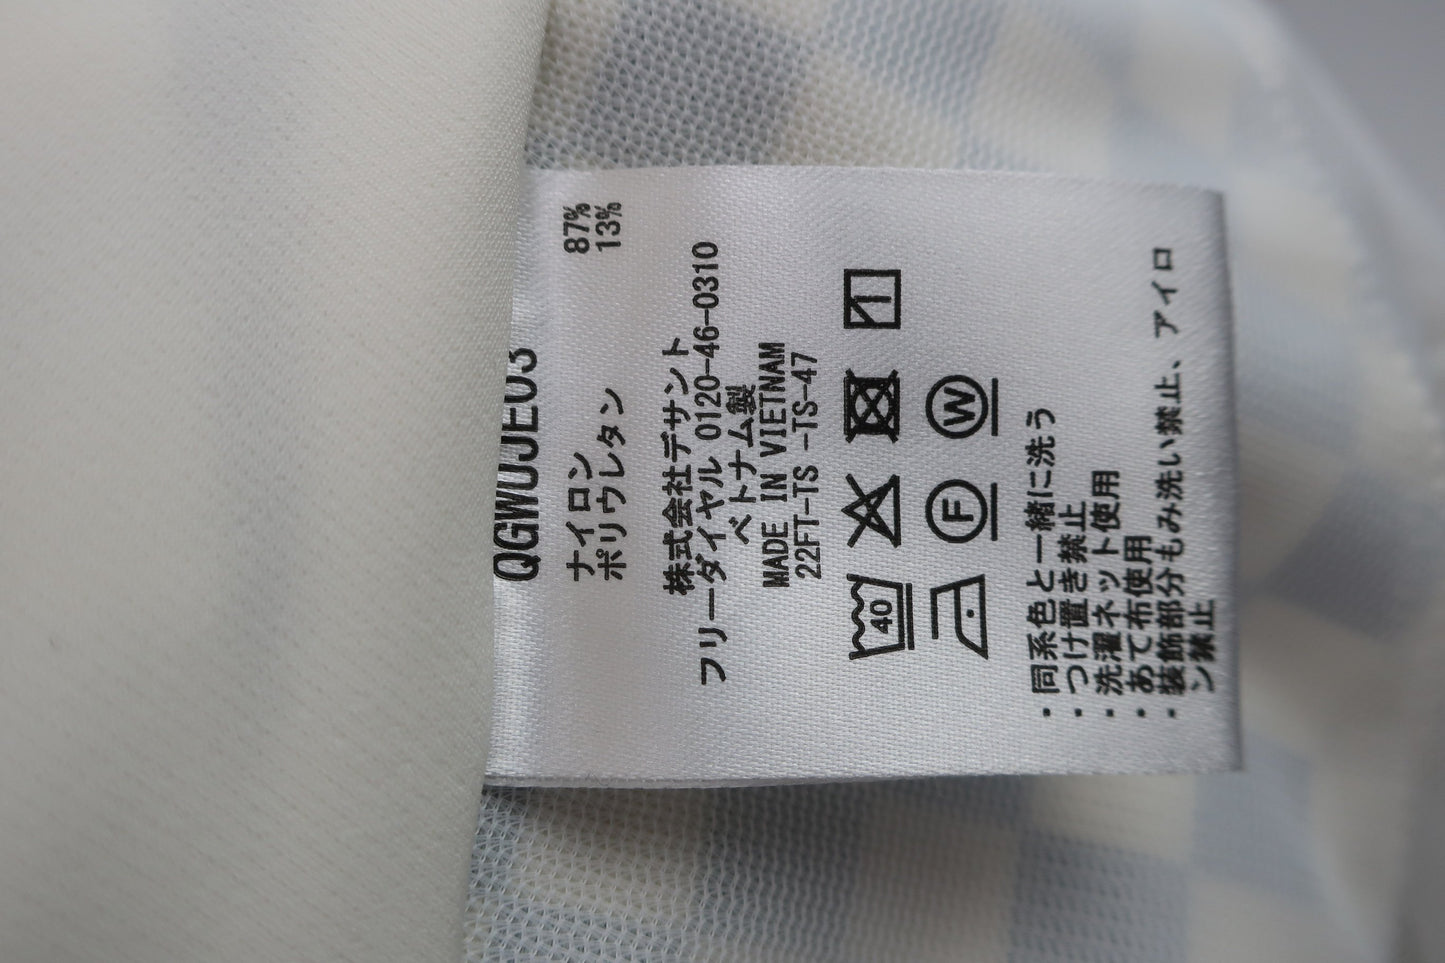 QGWUJE03
ナイロン 87%
ポリウレタン 13%
株式会社デサント
フリーダイヤル 0120-46-0310
ベトナム製
MADE IN VIETNAM
22FT-TS -TS-47
40
F W
・同系色と一緒に洗う
・つけ置き禁止
・洗濯ネット使用
・あて布使用
・装飾部分もみ洗い禁止、アイロ
ン禁止